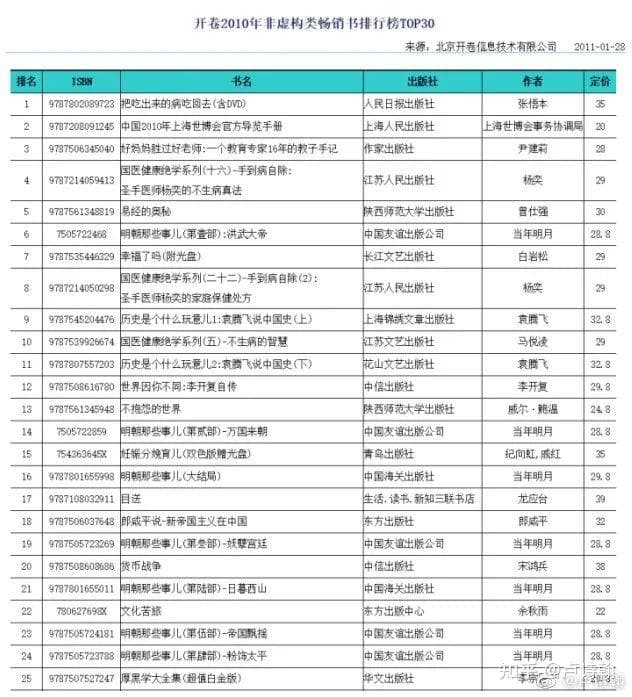 开卷2010年非虚构类畅销书排行榜TOP30
来源：北京开卷信息技术有限公司 2011-01-28
排名 ISBN 书名 出版社 作者 定价
1 9787802089723 把吃出来的病吃回去(含DVD) 人民日报出版社 张悟本 35
2 9787208091245 中国2010年上海世博会官方导览手册 上海人民出版社 上海世博会事务协调局 20
3 9787506345040 好妈妈胜过好老师:一个教育专家16年的教子手记 作家出版社 尹建莉 28
4 9787214059413 国医健康绝学系列(十六)-手到病自除: 圣手医师杨奕的不生病真法 江苏人民出版社 杨奕 29
5 9787561348819 易经的奥秘 陕西师范大学出版社 曾仕强 30
6 7505722468 明朝那些事儿(第壹部):洪武大帝 中国友谊出版公司 当年明月 28.8
7 9787535446329 幸福了吗(附光盘) 长江文艺出版社 白岩松 29
8 9787214050298 国医健康绝学系列(二十二)-手到病自除(2): 圣手医师杨奕的家庭保健处方 江苏人民出版社 杨奕 29
9 9787545204476 历史是个什么玩意儿1:袁腾飞说中国史(上) 上海锦绣文章出版社 袁腾飞 32.8
10 9787539926674 国医健康绝学系列(五)-不生病的智慧 江苏文艺出版社 马悦凌 29
11 9787807557203 历史是个什么玩意儿2:袁腾飞说中国史(下) 花山文艺出版社 袁腾飞 32.8
12 9787508616780 世界因你不同:李开复自传 中信出版社 李开复 29.8
13 9787561345948 不抱怨的世界 陕西师范大学出版社 威尔·鲍温 24.8
14 7505722859 明朝那些事儿(第贰部)-万国来朝 中国友谊出版公司 当年明月 28.8
15 754363645X 妊娠分娩育儿(双色版赠光盘) 青岛出版社 纪向虹,戚红 35
16 9787801655998 明朝那些事儿(大结局) 中国海关出版社 当年明月 29.8
17 9787108032911 目送 生活.读书.新知三联书店 龙应台 39
18 9787506037648 郎咸平说-新帝国主义在中国 东方出版社 郎咸平 32
19 9787505723269 明朝那些事儿(第叁部)-妖孽宫廷 中国友谊出版公司 当年明月 28.8
20 9787508608686 货币战争 中信出版社 宋鸿兵 38
21 9787801655011 明朝那些事儿(第陆部)-日暮西山 中国海关出版社 当年明月 28.8
22 780627698X 文化苦旅 东方出版中心 余秋雨 22
23 9787505724181 明朝那些事儿(第伍部)-帝国飘摇 中国友谊出版公司 当年明月 28.8
24 9787505723788 明朝那些事儿(第肆部)-粉饰太平 中国友谊出版公司 当年明月 28.8
25 9787507527247 厚黑学大全集(超值白金版) 华文出版社 李宗吾
知乎